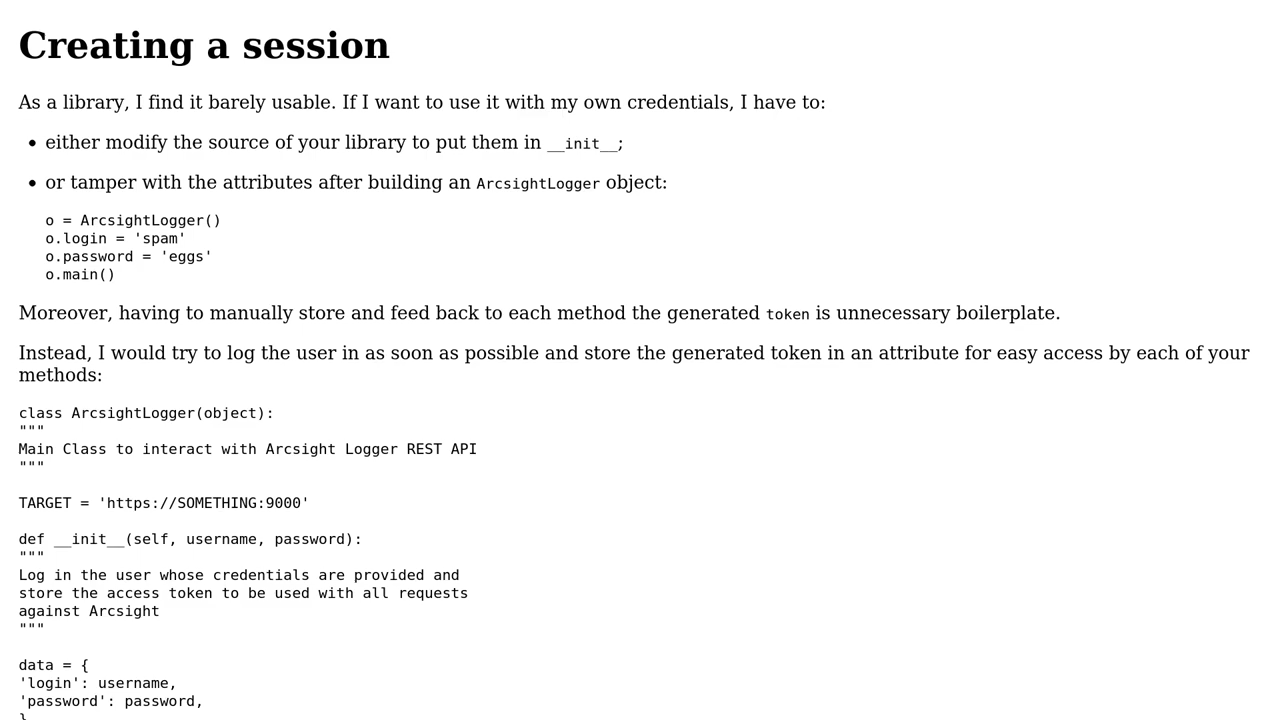 Creating a session
As a library, I find it barely usable. If I want to use it with my own credentials, I have to:
• either modify the source of your library to put them in __init__;
• or tamper with the attributes after building an ArcsightLogger object:
o = ArcsightLogger()
o.login = 'spam'
o.password = 'eggs'
o.main()
Moreover, having to manually store and feed back to each method the generated token is unnecessary boilerplate.
Instead, I would try to log the user in as soon as possible and store the generated token in an attribute for easy access by each of your
methods:
class ArcsightLogger(object):
"""
Main Class to interact with Arcsight Logger REST API
"""
TARGET = 'https://SOMETHING:9000'
def __init__(self, username, password):
"""
Log in the user whose credentials are provided and
store the access token to be used with all requests
against Arcsight
"""
data = {
'login': username,
'password': password,
}